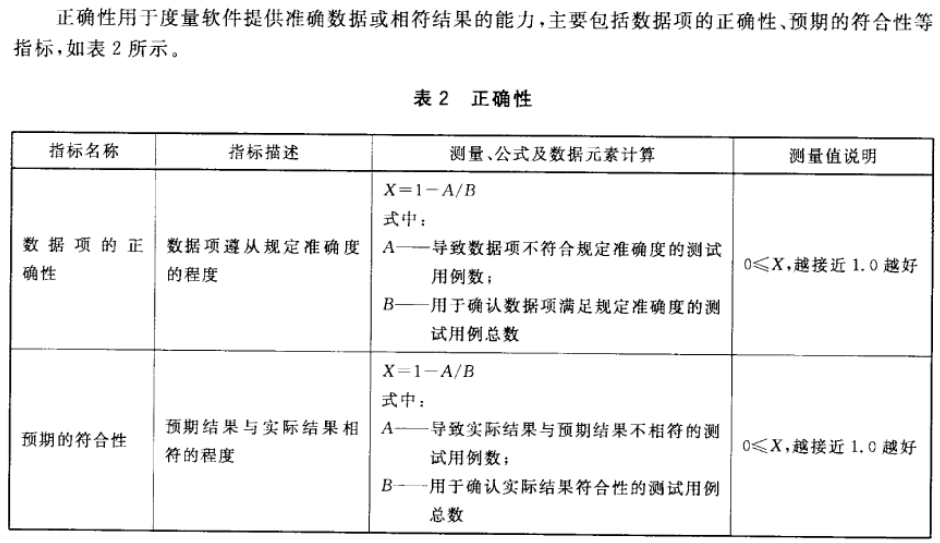 正确性用于度量软件提供准确数据或相符结果的能力,主要包括数据项的正确性、预期的符合性等
指标,如表 2 所示。
表 2 正确性
指标名称
指标描述
测量、公式及数据元素计算
测量值说明
数据项的正
确性
数据项遵从规定准确度
的程度
X=1-A/B
式中:
A——导致数据项不符合规定准确度的测试
用例数;
B——用于确认数据项满足规定准确度的测
试用例总数
0≤X,越接近 1.0 越好
预期的符合性
预期结果与实际结果相
符的程度
X=1-A/B
式中:
A——导致实际结果与预期结果不相符的测
试用例数;
B——用于确认实际结果符合性的测试用例
总数
0≤X,越接近 1.0 越好